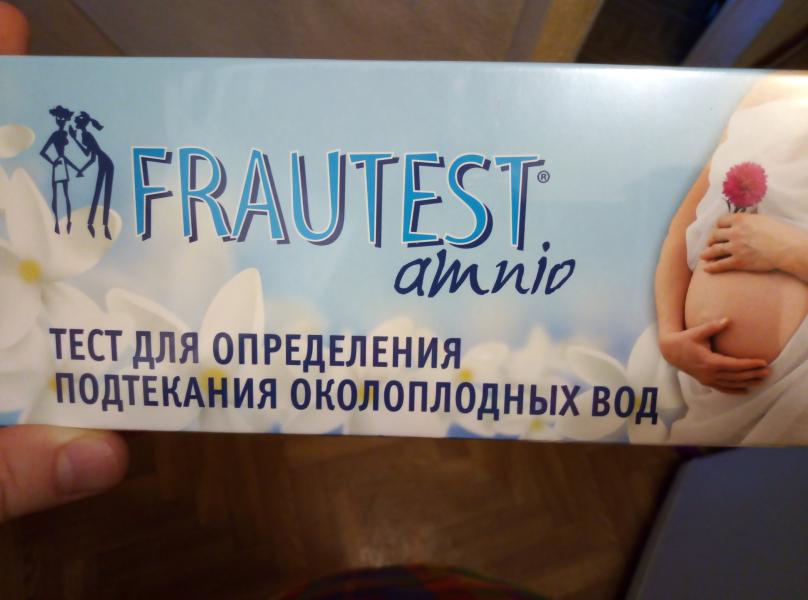 FRAUTEST®
amnio
ТЕСТ ДЛЯ ОПРЕДЕЛЕНИЯ
ПОДТЕКАНИЯ ОКОЛОПЛОДНЫХ ВОД